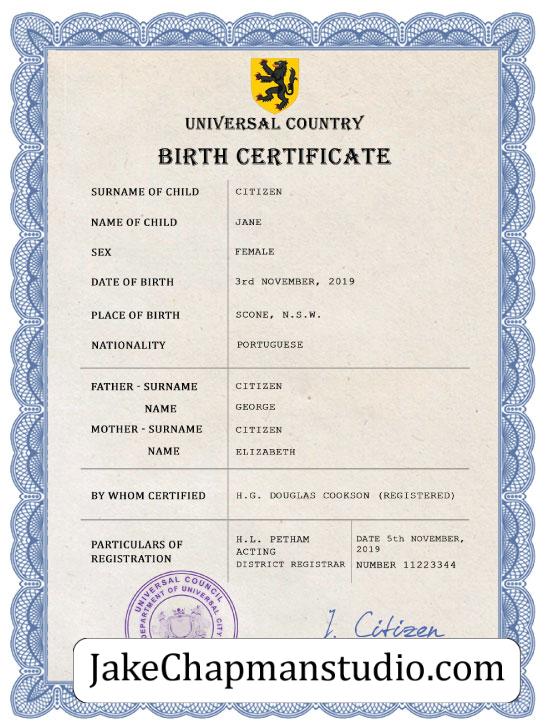 UNIVERSAL COUNTRY
BIRTH CERTIFICATE
SURNAME OF CHILD CITIZEN
NAME OF CHILD JANE
SEX FEMALE
DATE OF BIRTH 3rd NOVEMBER, 2019
PLACE OF BIRTH SCONE, N.S.W.
NATIONALITY PORTUGUESE
FATHER - SURNAME CITIZEN
NAME GEORGE
MOTHER - SURNAME CITIZEN
NAME ELIZABETH
BY WHOM CERTIFIED H.G. DOUGLAS COOKSON (REGISTERED)
PARTICULARS OF
REGISTRATION
H.L. PETHAM
ACTING
DISTRICT REGISTRAR
DATE 5th NOVEMBER,
2019
NUMBER 11223344
UNIVERSAL COUNCIL
DEPARTMENT OF UNIVERSAL CITY
J. Citizen
JakeChapmanstudio.com